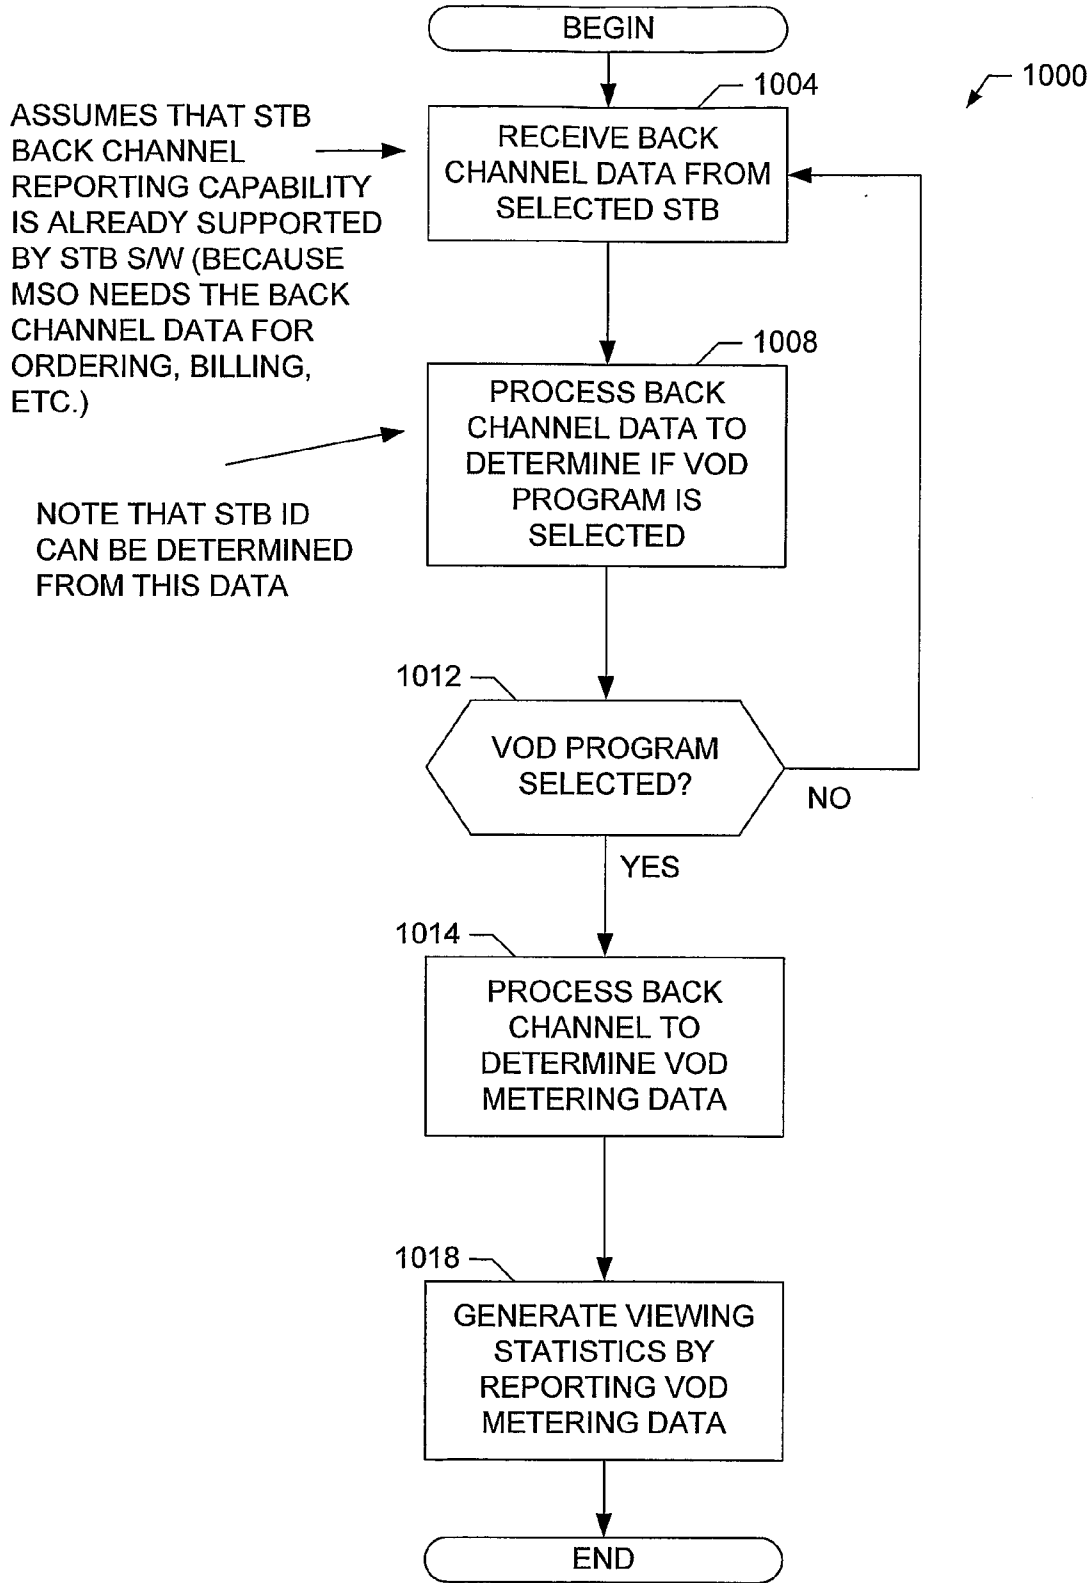 BEGIN
1000
1004
ASSUMES THAT STB
BACK CHANNEL
REPORTING CAPABILITY
IS ALREADY SUPPORTED
BY STB S/W (BECAUSE
MSO NEEDS THE BACK
CHANNEL DATA FOR
ORDERING, BILLING,
ETC.)
RECEIVE BACK
CHANNEL DATA FROM
SELECTED STB
1008
PROCESS BACK
CHANNEL DATA TO
DETERMINE IF VOD
PROGRAM IS
SELECTED
NOTE THAT STB ID
CAN BE DETERMINED
FROM THIS DATA
1012
VOD PROGRAM
SELECTED?
NO
YES
1014
PROCESS BACK
CHANNEL TO
DETERMINE VOD
METERING DATA
1018
GENERATE VIEWING
STATISTICS BY
REPORTING VOD
METERING DATA
END